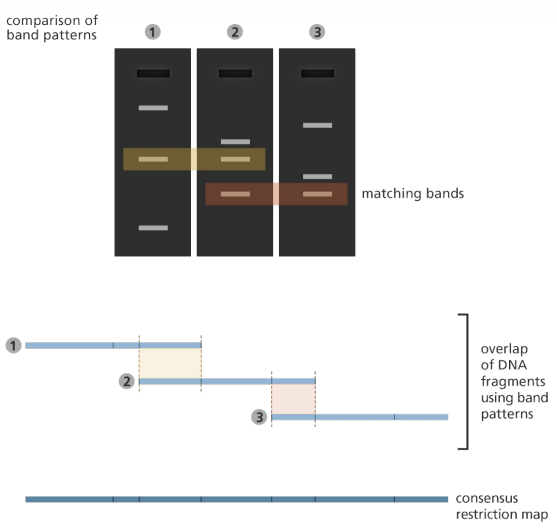 comparison of
band patterns
1
2
3
matching bands
1
2
3
overlap
of DNA
fragments
using band
patterns
consensus
restriction map